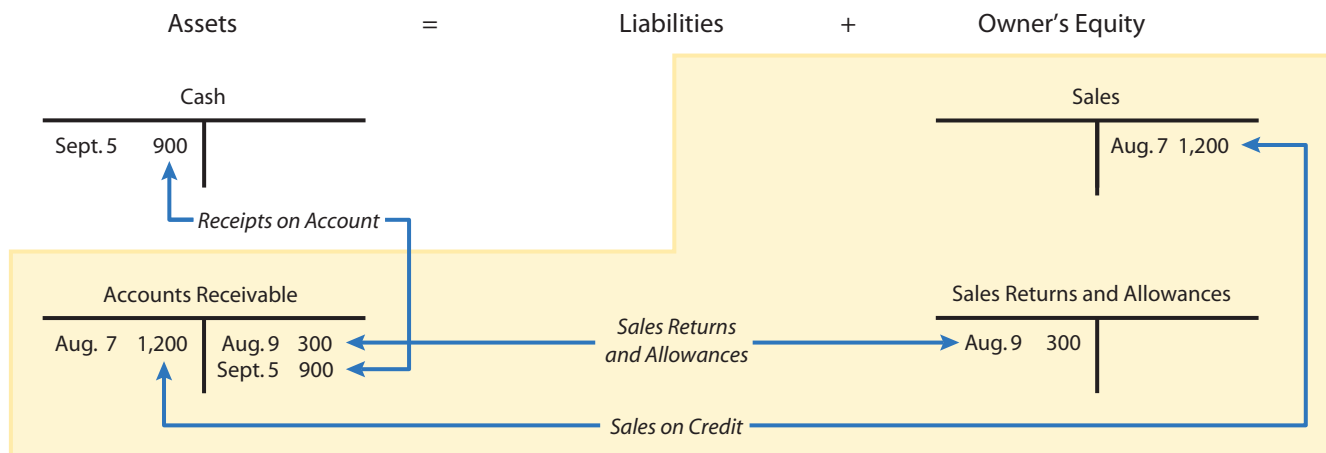 Assets = Liabilities + Owner’s Equity
Cash
Sept. 5 900
Sales
Aug. 7 1,200
Receipts on Account
Accounts Receivable
Aug. 7 1,200 Aug. 9 300
Sept. 5 900
Sales Returns
and Allowances
Sales Returns and Allowances
Aug. 9 300
Sales on Credit